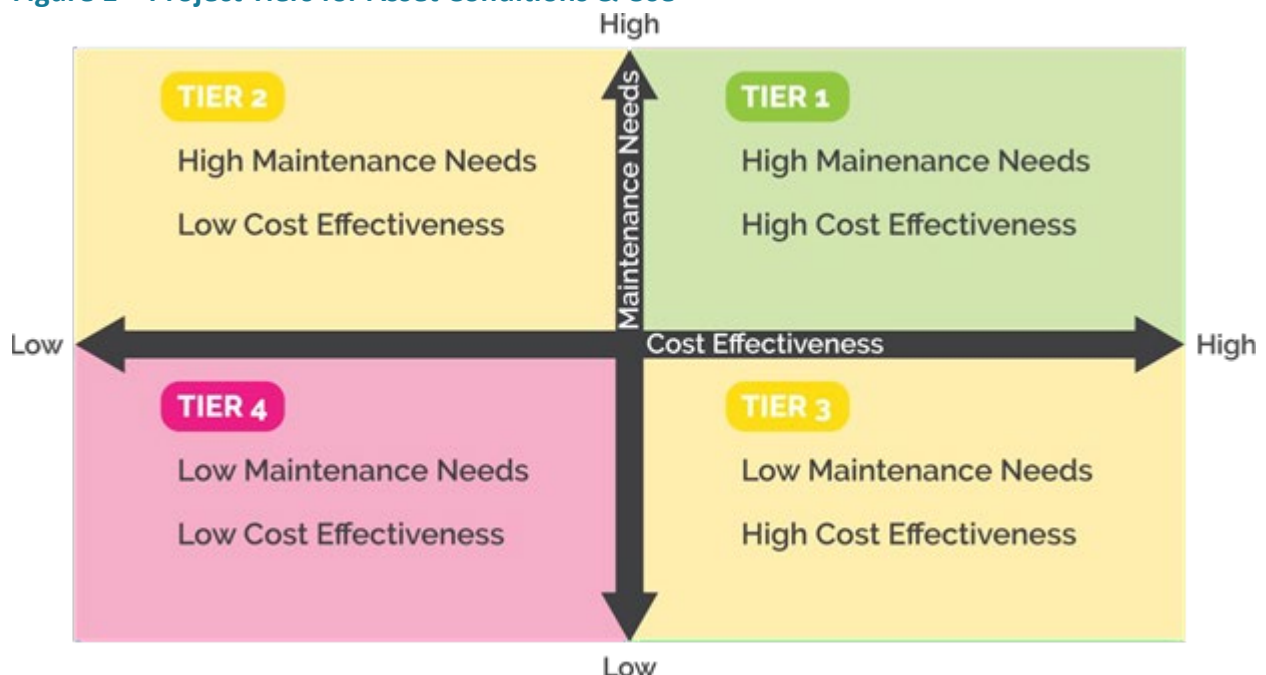 High
TIER 2
High Maintenance Needs
Low Cost Effectiveness
TIER 1
High Mainenance Needs
High Cost Effectiveness
Maintenance Needs
Low
Cost Effectiveness
High
TIER 4
Low Maintenance Needs
Low Cost Effectiveness
TIER 3
Low Maintenance Needs
High Cost Effectiveness
Low